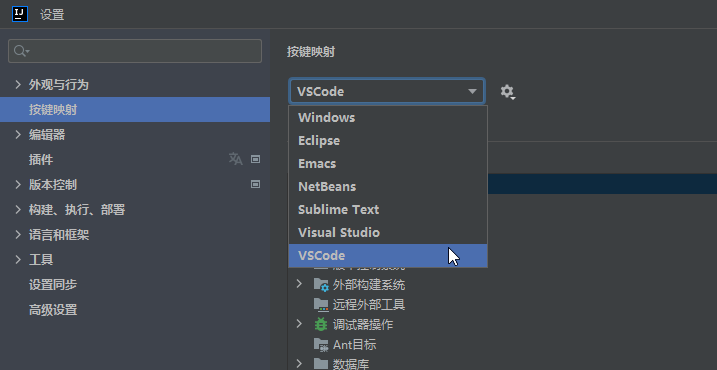 IJ 设置
按键映射
外观与行为
按键映射
编辑器
插件
版本控制
构建、执行、部署
语言和框架
工具
设置同步
高级设置
VSCode
Windows
Eclipse
Emacs
NetBeans
Sublime Text
Visual Studio
VSCode
外部构建系统
远程外部工具
调试器操作
Ant目标
数据库